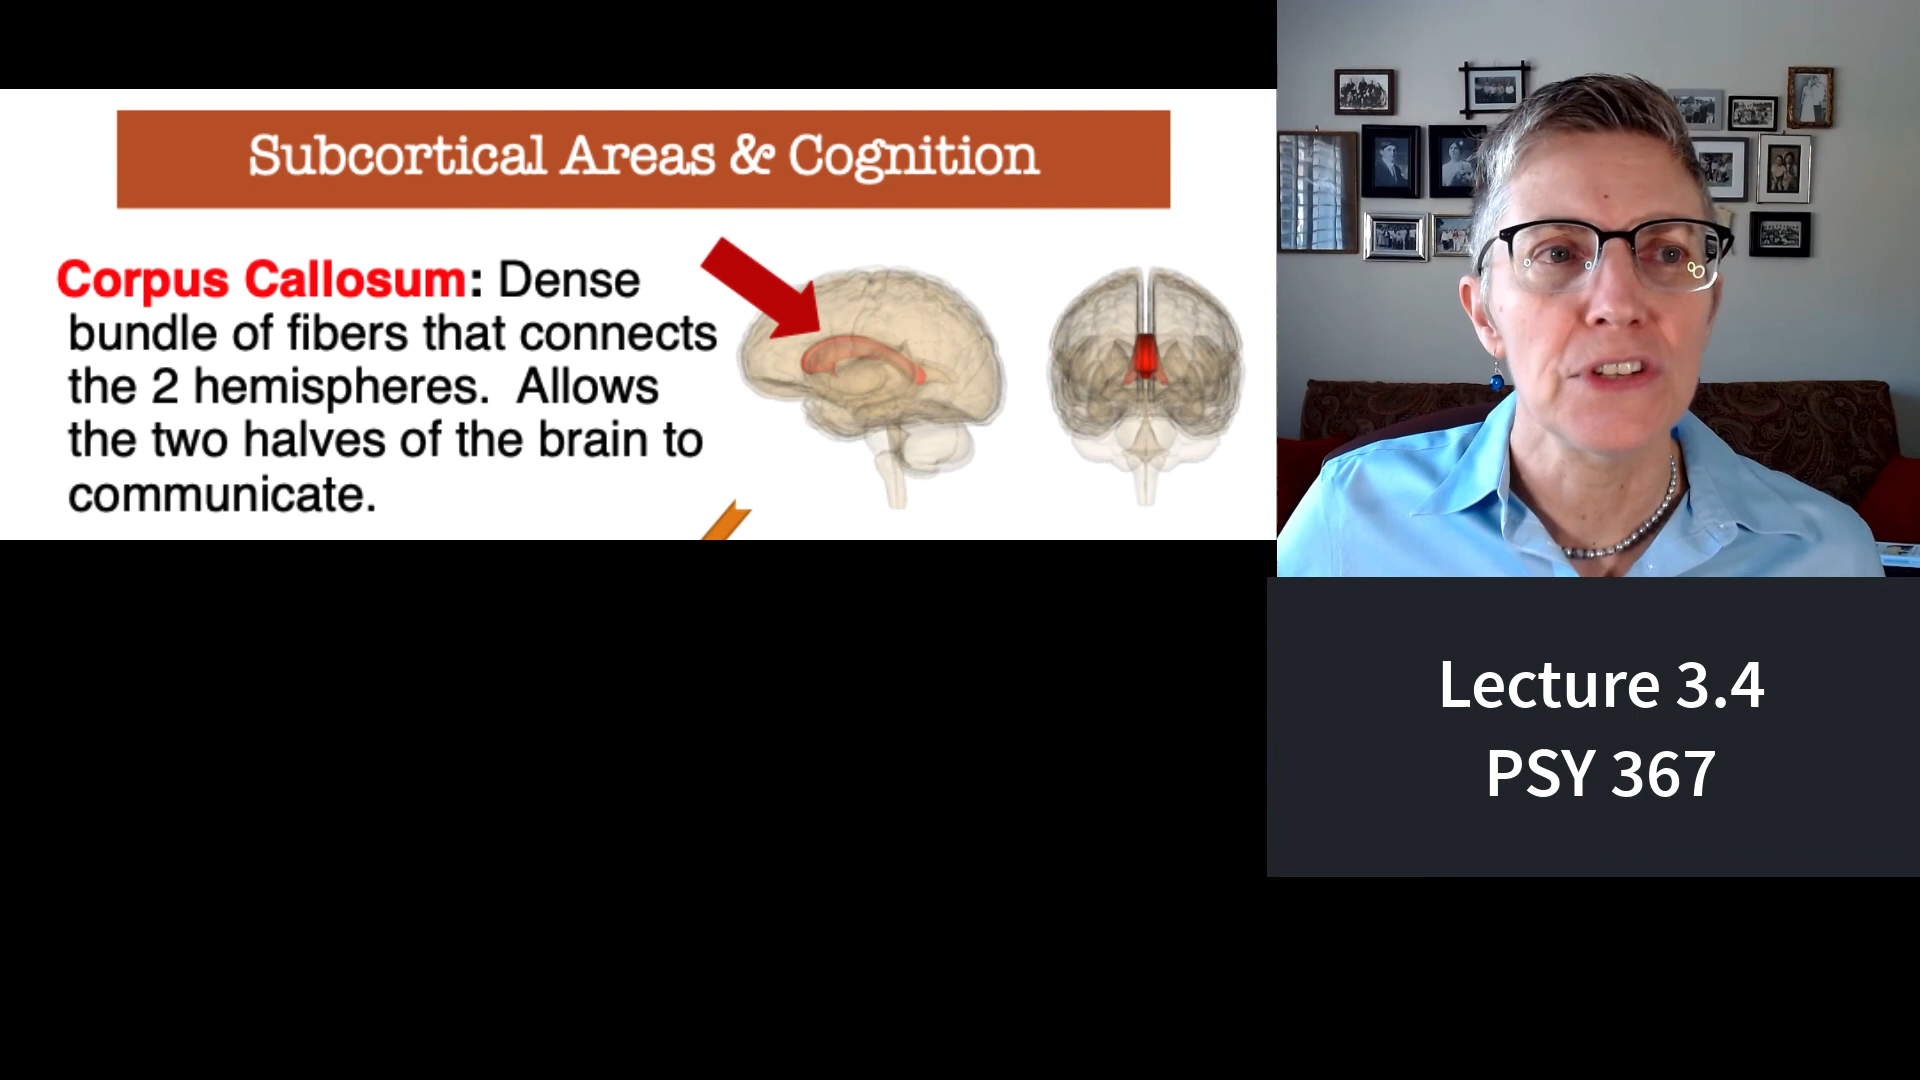 Subcortical Areas & Cognition
Corpus Callosum: Dense
bundle of fibers that connects
the 2 hemispheres.  Allows
the two halves of the brain to
communicate.
Lecture 3.4
PSY 367